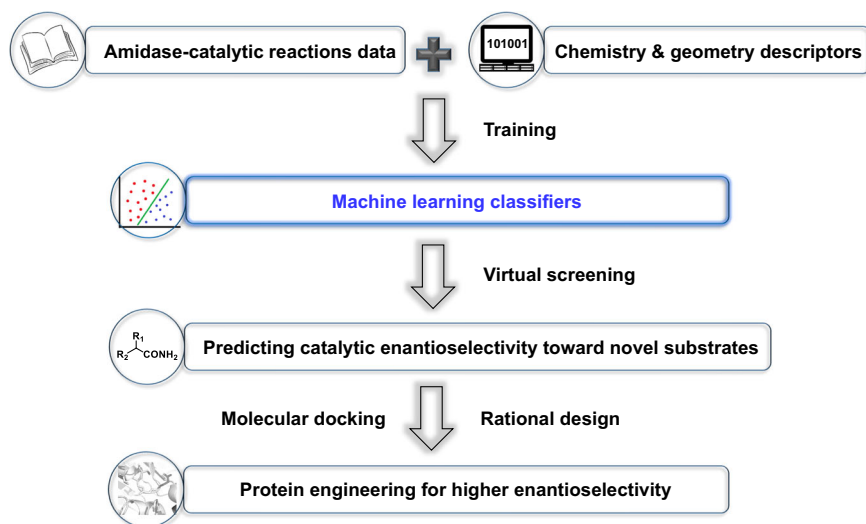 Amidase-catalytic reactions data
101001
Chemistry & geometry descriptors
Training
Machine learning classifiers
Virtual screening
R₁
R₂ CONH₂
Predicting catalytic enantioselectivity toward novel substrates
Molecular docking
Rational design
Protein engineering for higher enantioselectivity